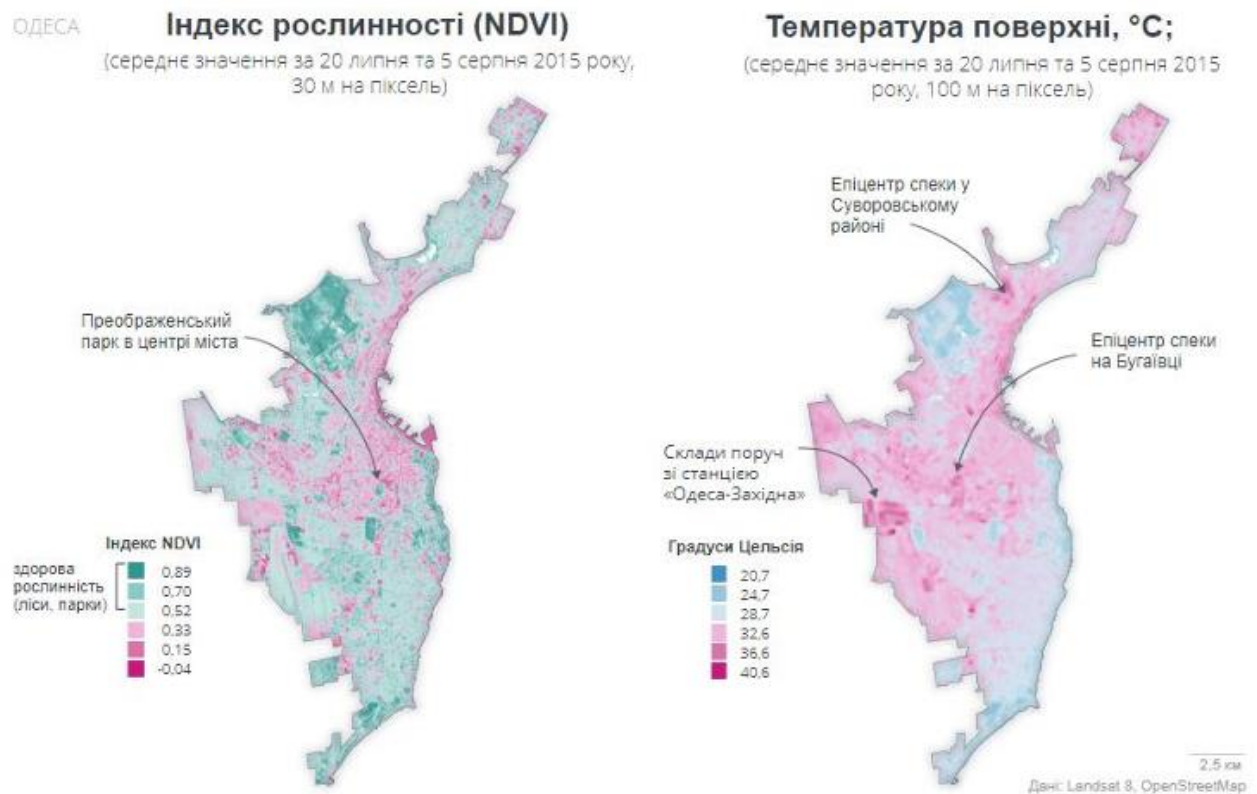 ОДЕСА
Індекс рослинності (NDVI)
(середнє значення за 20 липня та 5 серпня 2015 року,
30 м на піксель)
Преображенський
парк в центрі міста
Індекс NDVI
здорова
рослинність
(ліси, парки)
0,89
0,70
0,52
0,33
0,15
-0,04
Температура поверхні, °C;
(середнє значення за 20 липня та 5 серпня 2015
року, 100 м на піксель)
Епіцентр спеки у
Суворовському
районі
Епіцентр спеки
на Бугаївці
Склади поруч
зі станцією
«Одеса-Західна»
Градуси Цельсія
20,7
24,7
28,7
32,6
36,6
40,6
2,5 км
Дані: Landsat 8, OpenStreetMap